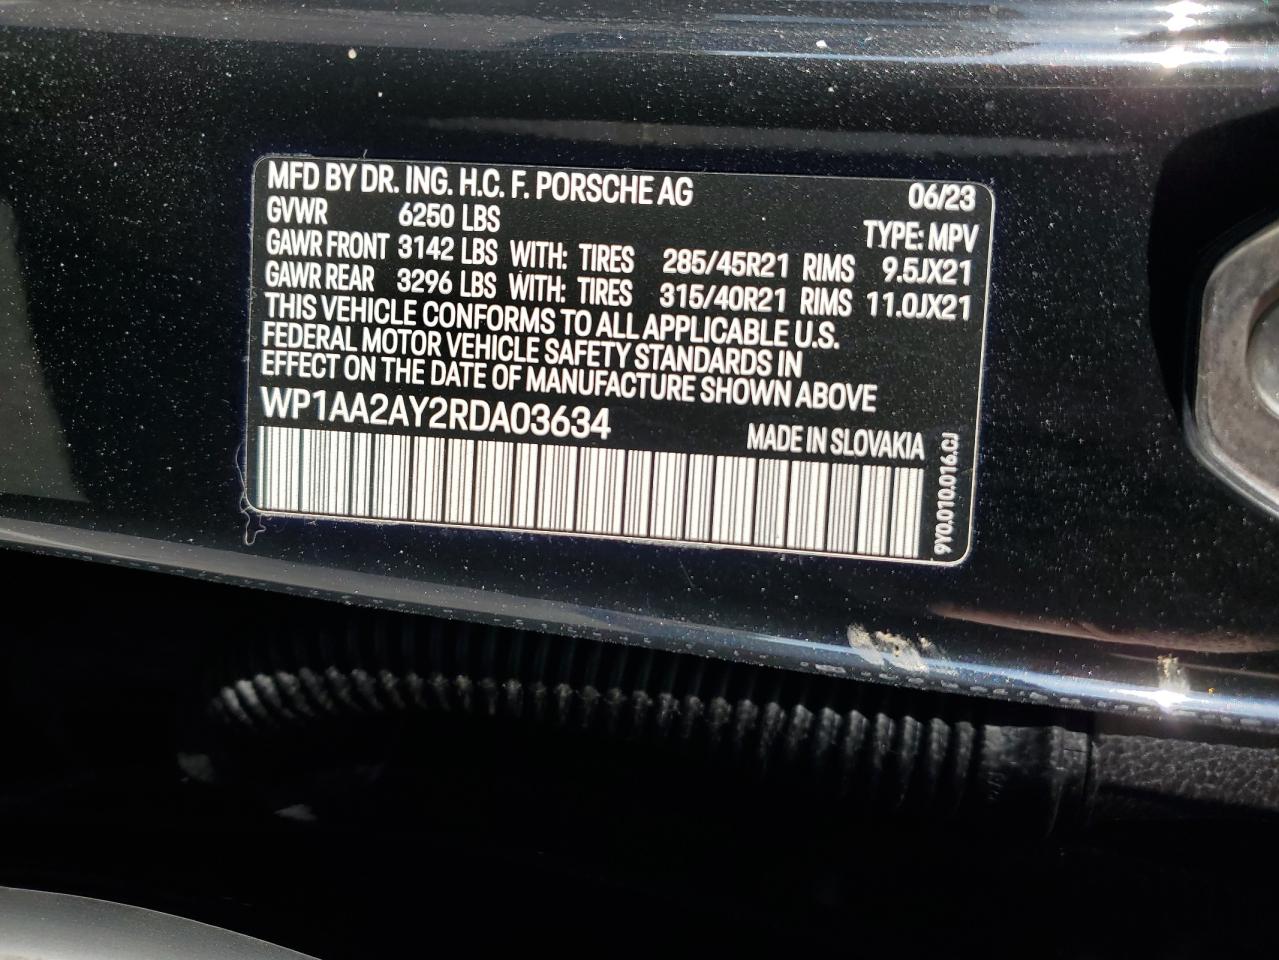 MFD BY DR. ING. H.C. F. PORSCHE AG 06/23
GVWR 6250 LBS TYPE: MPV
GAWR FRONT 3142 LBS WITH: TIRES 285/45R21 RIMS 9.5JX21
GAWR REAR 3296 LBS WITH: TIRES 315/40R21 RIMS 11.0JX21
THIS VEHICLE CONFORMS TO ALL APPLICABLE U.S.
FEDERAL MOTOR VEHICLE SAFETY STANDARDS IN
EFFECT ON THE DATE OF MANUFACTURE SHOWN ABOVE
WP1AA2AY2RDA03634
MADE IN SLOVAKIA
9Y0.010.016.CJ